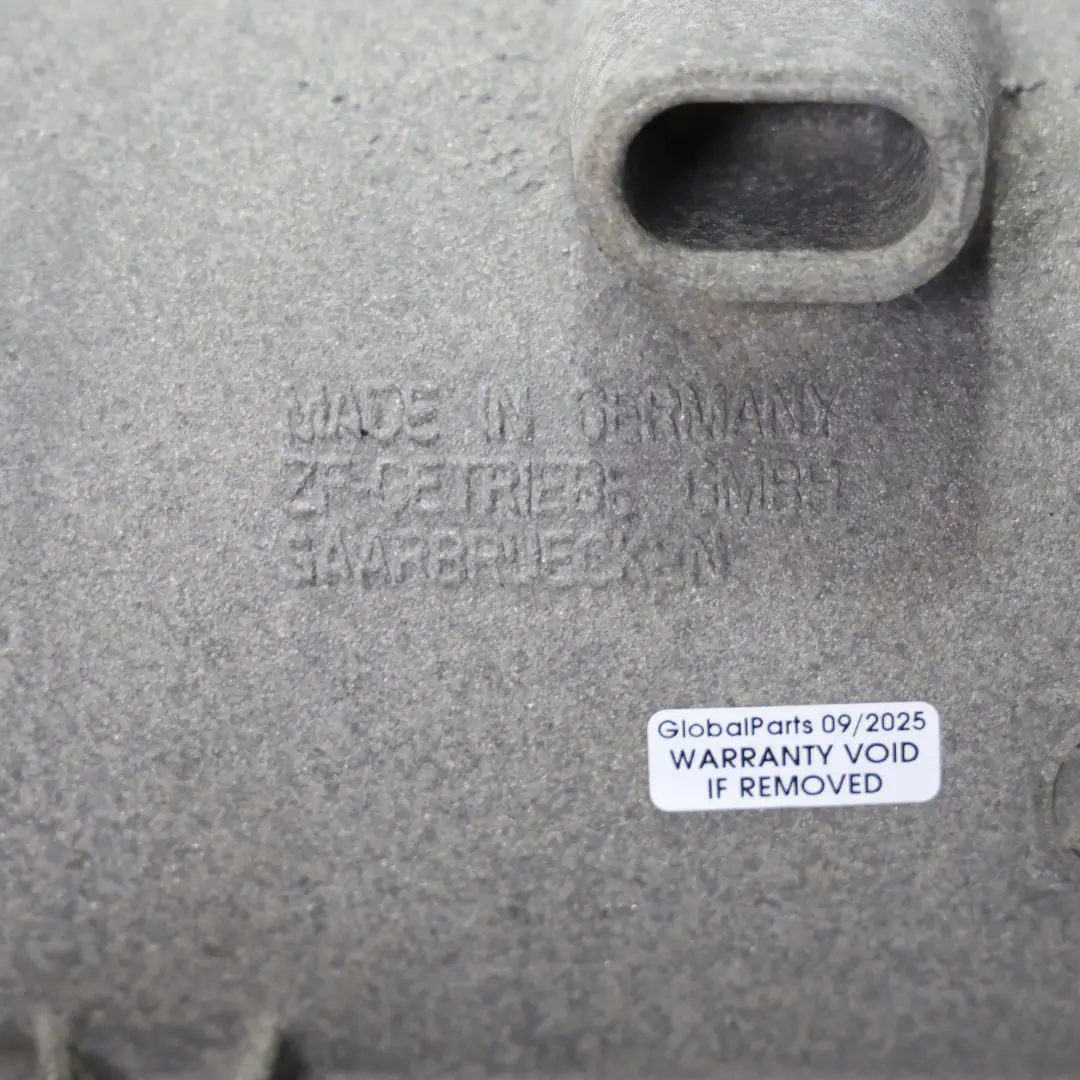 MADE IN GERMANY
ZF-GETRIEBE GMBH
SAARBRUECKEN
GlobalParts 09/2025
WARRANTY VOID
IF REMOVED